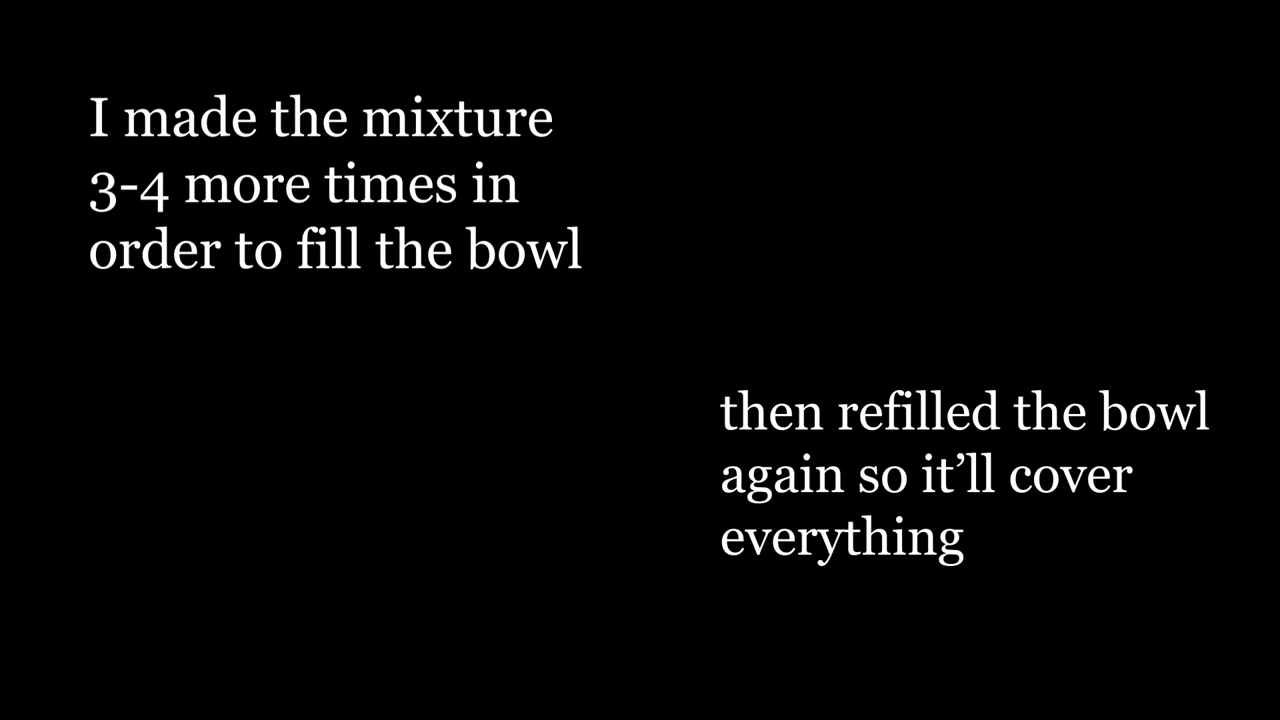 I made the mixture
3-4 more times in
order to fill the bowl
then refilled the bowl
again so it’ll cover
everything